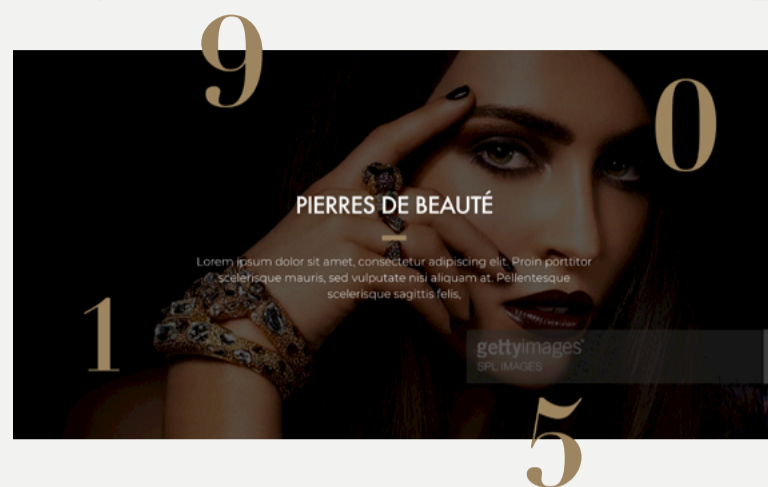 9
0
PIERRES DE BEAUTÉ
Lorem ipsum dolor sit amet, consectetur adipiscing elit. Proin porttitor
scelerisque mauris, sed vulputate nisi aliquam at. Pellentesque
scelerisque sagittis felis,
1
gettyimages®
SPL IMAGES
5